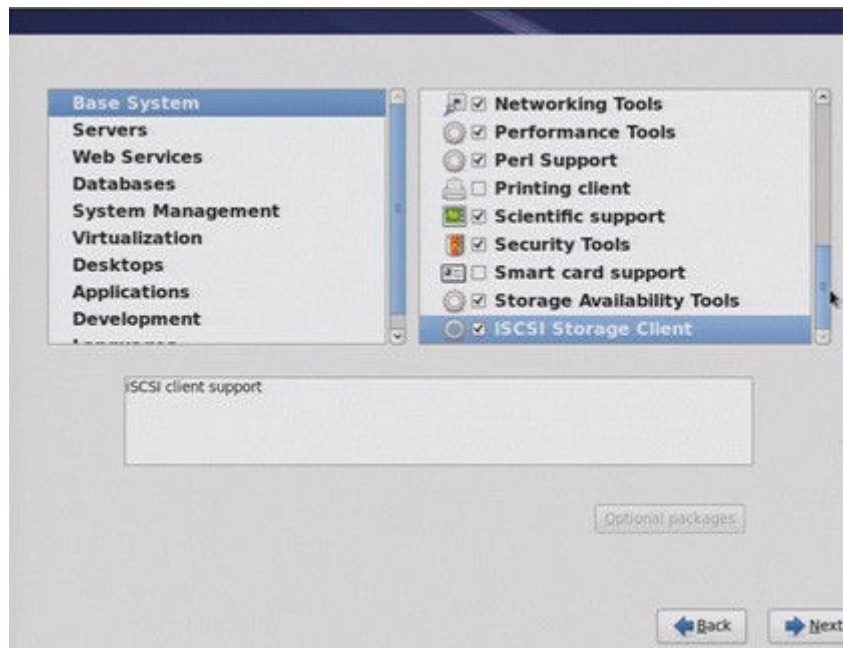 Base System
Servers
Web Services
Databases
System Management
Virtualization
Desktops
Applications
Development
Languages
Networking Tools
Performance Tools
Perl Support
Printing client
Scientific support
Security Tools
Smart card support
Storage Availability Tools
iSCSI Storage Client
iSCSI client support
Optional packages
Back
Next